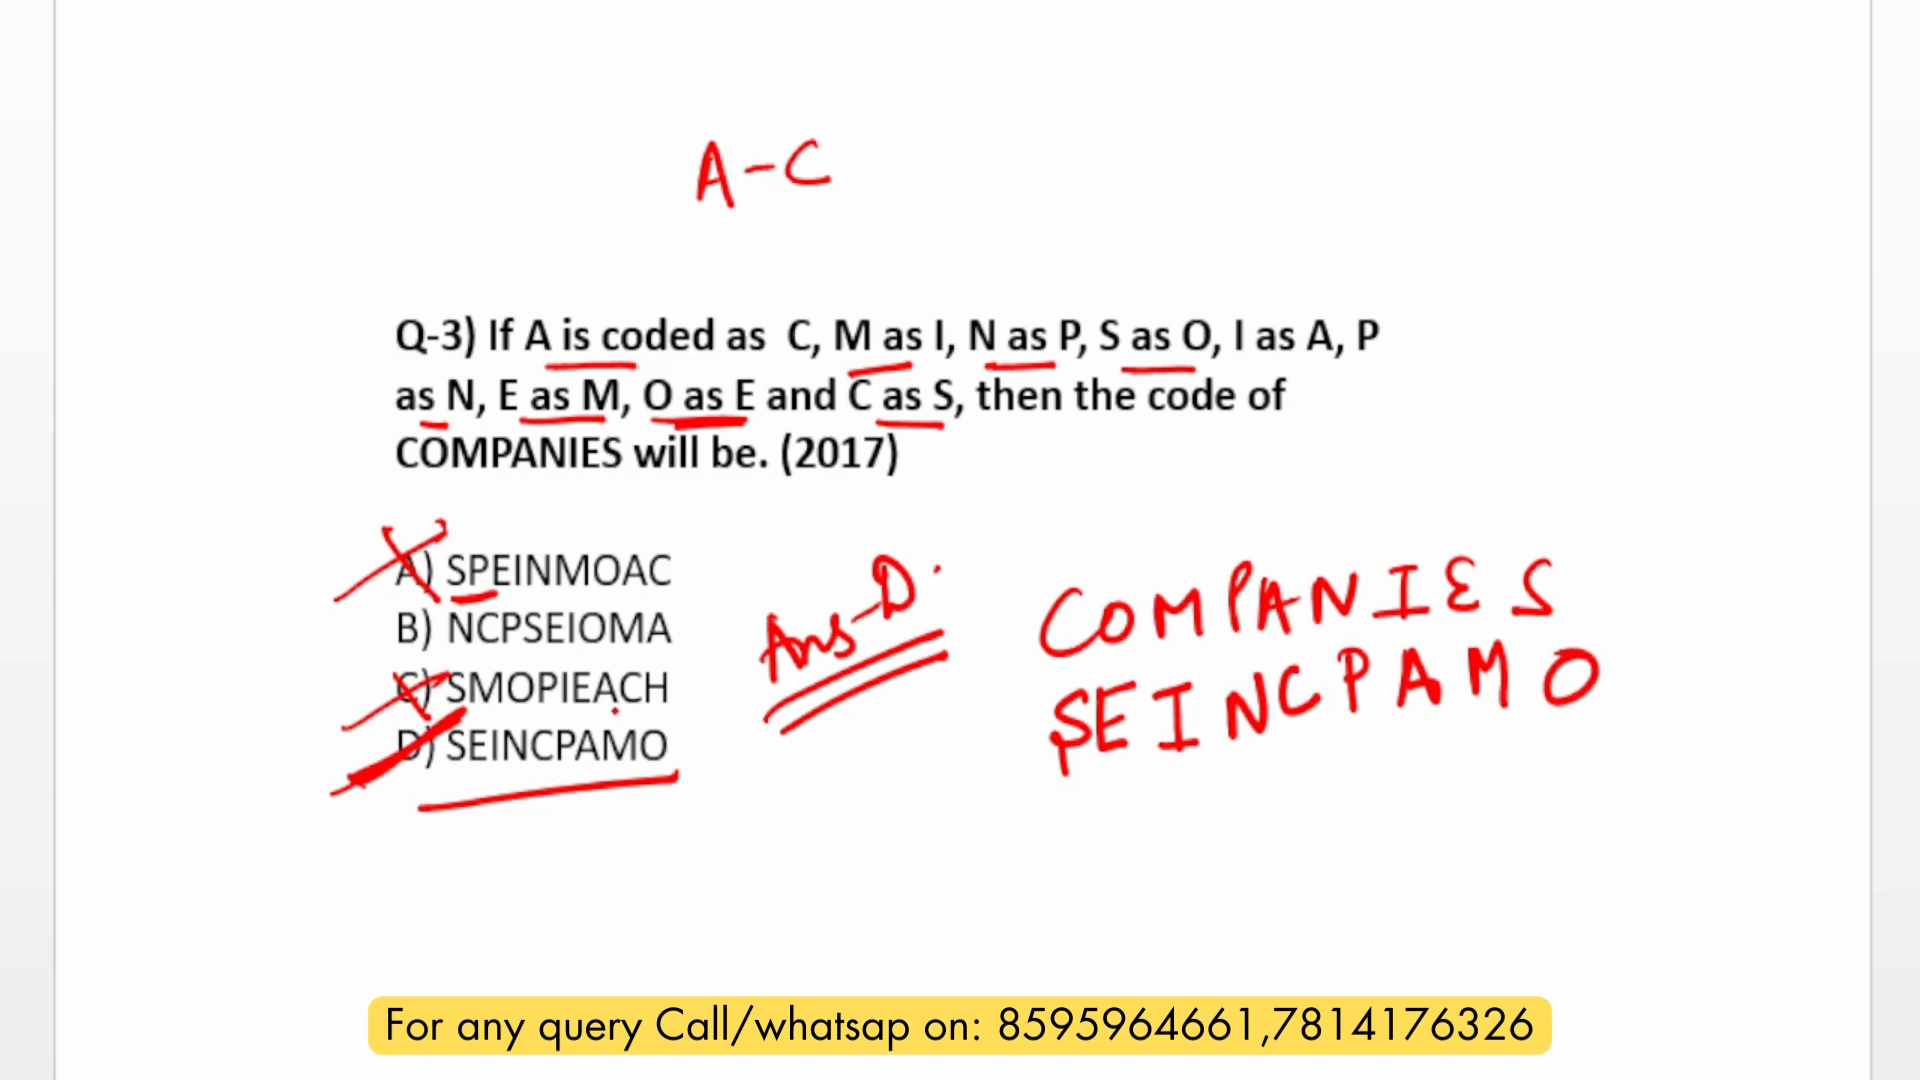 A-C
Q-3) If A is coded as C, M as I, N as P, S as O, I as A, P
as N, E as M, O as E and C as S, then the code of
COMPANIES will be. (2017)
A) SPEINMOAC
B) NCPSEIOMA
C) SMOPIEACH
D) SEINCPAMO
Ans-D
COMPANIES
SEINCPAMO
For any query Call/whatsap on: 8595964661,7814176326